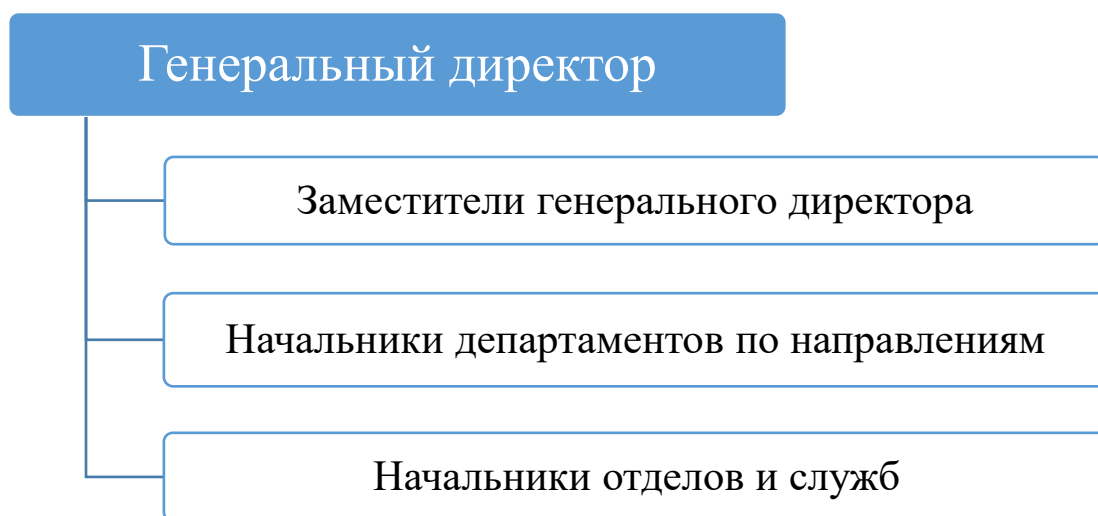 Генеральный директор
Заместители генерального директора
Начальники департаментов по направлениям
Начальники отделов и служб